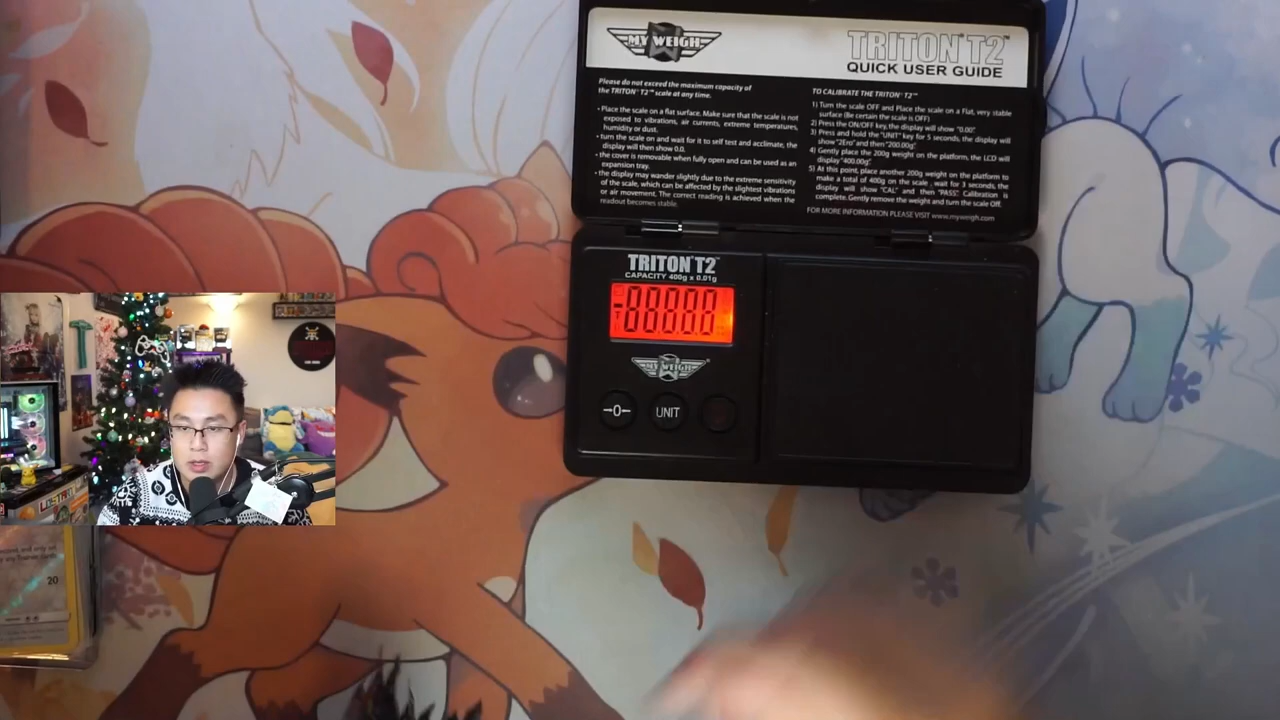 MY WEIGH
TRITON T2™
QUICK USER GUIDE
Please do not exceed the maximum capacity of
the TRITON™ T2™ scale at any time.
• Place the scale on a flat surface. Make sure that the scale is not
exposed to vibrations, air currents, extreme temperatures,
humidity or dust.
• turn the scale on and wait for it to self test and acclimate, the
display will then show 0.0.
• the cover is removable when fully open and can be used as an
expansion tray.
• the display may wander slightly due to the extreme sensitivity
of the scale, which can be affected by the slightest vibrations
or air movement. The correct reading is achieved when the
readout becomes stable.
TO CALIBRATE THE TRITON™ T2™
1) Turn the scale OFF and Place the scale on a Flat, very stable
surface (Be certain the scale is OFF)
2) Press the ON/OFF key, the display will show "0.00"
3) Press and hold the "UNIT" key for 5 seconds, the display will
show "2Ero" and then "200.00g".
4) Gently place the 200g weight on the platform, the LCD will
display "400.00g".
5) At this point, place another 200g weight on the platform to
make a total of 400g on the scale , wait for 3 seconds, the
display will show "CAL" and then "PASS". Calibration is
complete. Gently remove the weight and turn the scale Off.
FOR MORE INFORMATION PLEASE VISIT www.myweigh.com
TRITON T2™
CAPACITY 400g x 0.01g
-88888
MY WEIGH
→0←
UNIT
20